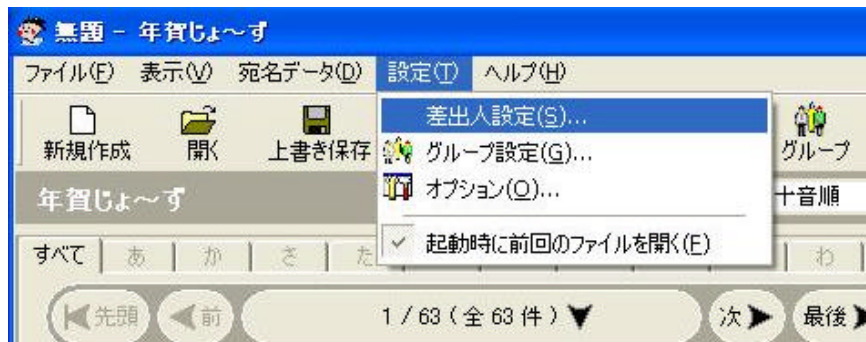 無題 - 年賀じょ～ず
ファイル(F) 表示(V) 宛名データ(D) 設定(T) ヘルプ(H)
差出人設定(S)...
グループ設定(G)...
オプション(O)...
起動時に前回のファイルを開く(F)
新規作成 開く 上書き保存 グループ
年賀じょ～ず 十音順
すべて あ か さ た わ
先頭 前 1 / 63 ( 全 63 件 ) 次 最後